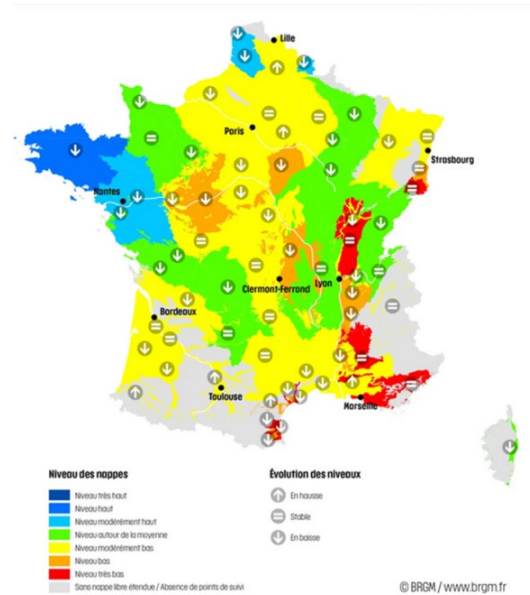 Lille
Paris
Strasbourg
Nantes
Clermont-Ferrand
Lyon
Bordeaux
Toulouse
Marseille
Niveau des nappes
Niveau très haut
Niveau haut
Niveau modérément haut
Niveau autour de la moyenne
Niveau modérément bas
Niveau bas
Niveau très bas
Sans nappe libre étendue / Absence de points de suivi
Évolution des niveaux
En hausse
Stable
En baisse
© BRGM / www.brgm.fr